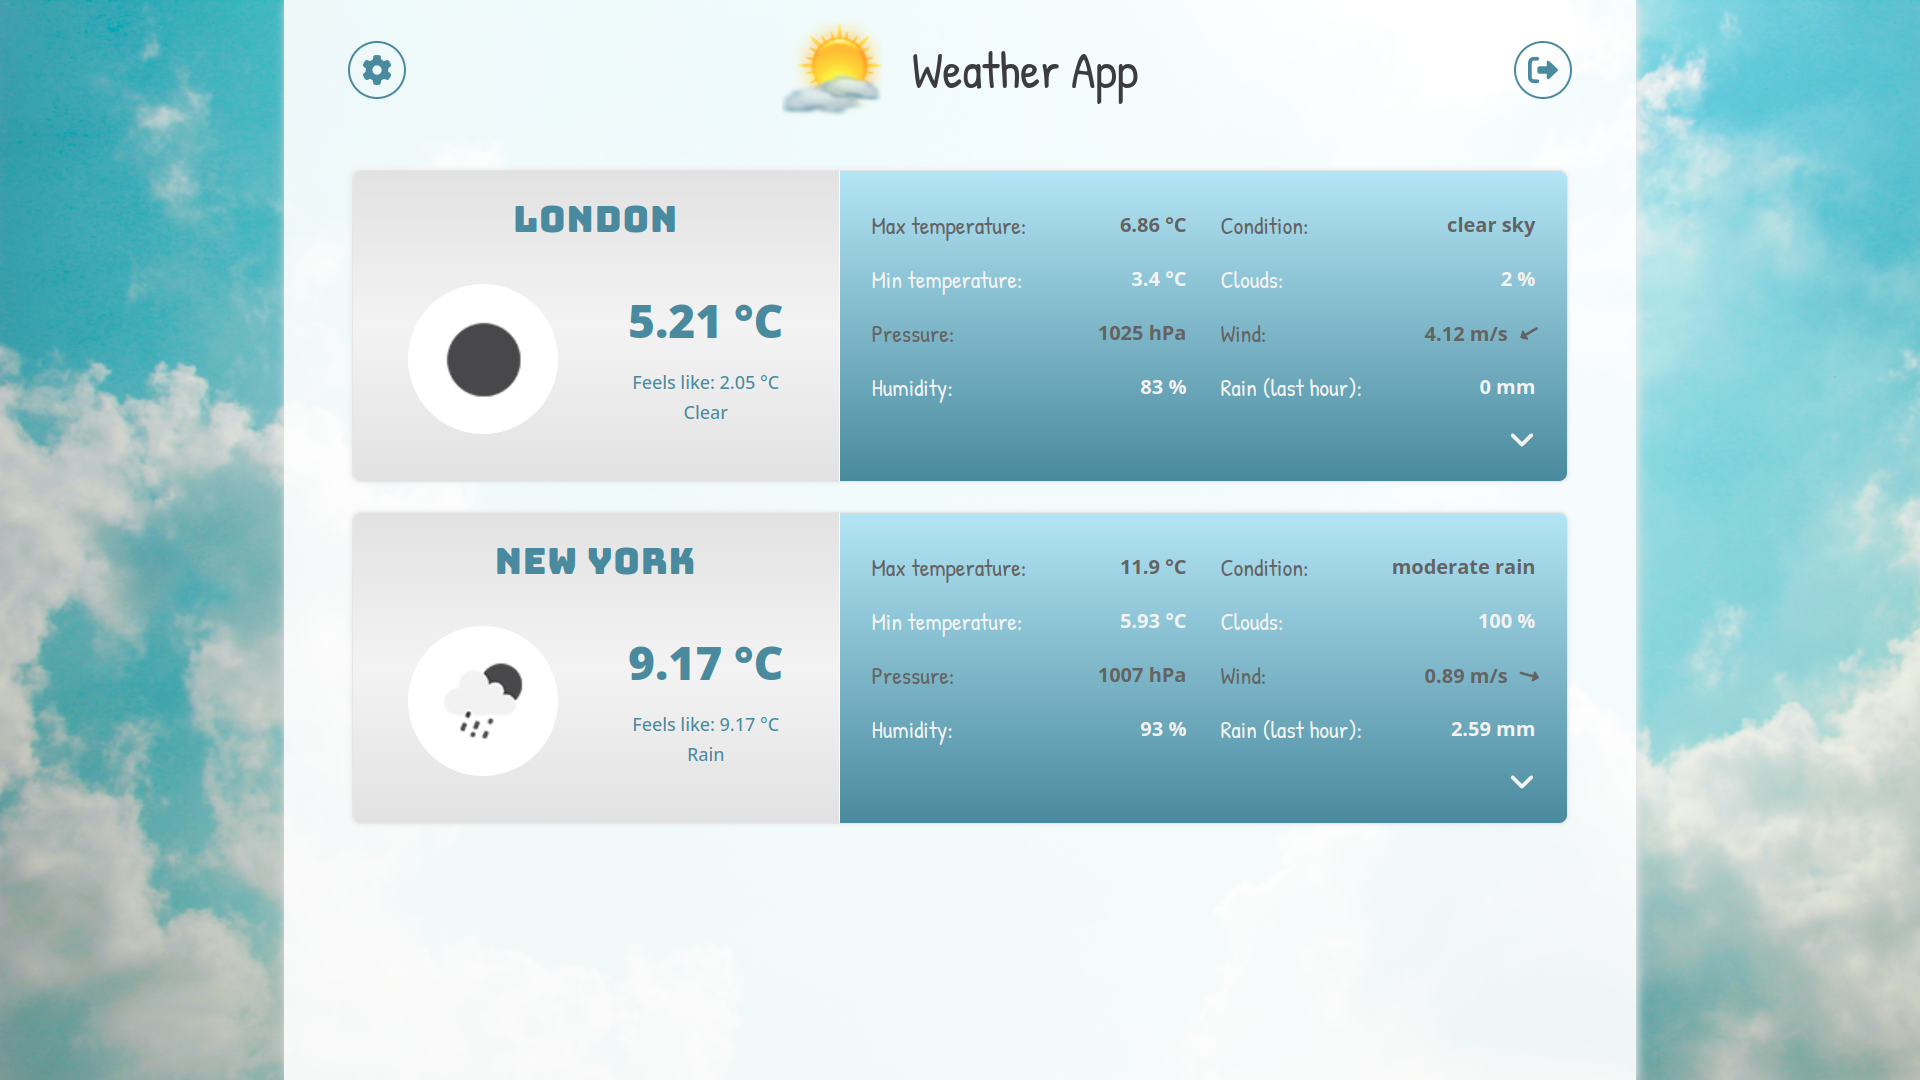 Weather App
LONDON
5.21 °C
Feels like: 2.05 °C
Clear
Max temperature: 6.86 °C Condition: clear sky
Min temperature: 3.4 °C Clouds: 2 %
Pressure: 1025 hPa Wind: 4.12 m/s
Humidity: 83 % Rain (last hour): 0 mm
NEW YORK
9.17 °C
Feels like: 9.17 °C
Rain
Max temperature: 11.9 °C Condition: moderate rain
Min temperature: 5.93 °C Clouds: 100 %
Pressure: 1007 hPa Wind: 0.89 m/s
Humidity: 93 % Rain (last hour): 2.59 mm